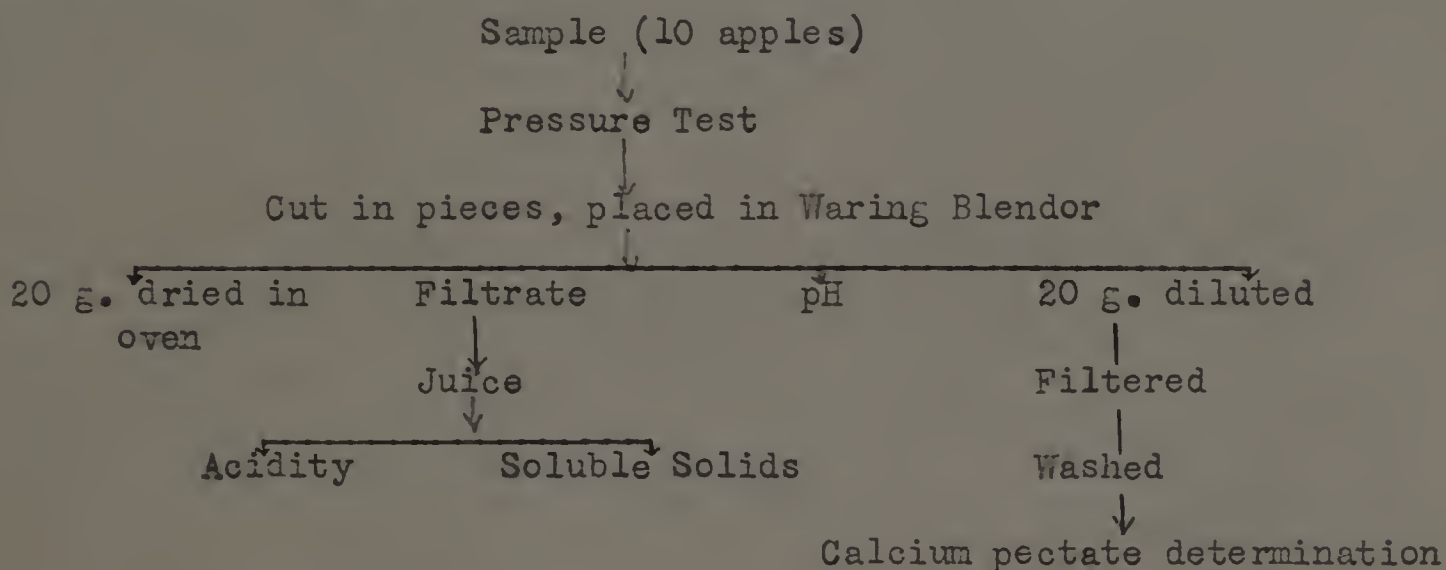 Sample (10 apples)
Pressure Test
Cut in pieces, placed in Waring Blendor
20 g. dried in oven
Filtrate
pH
20 g. diluted
Juice
Filtered
Acidity
Soluble Solids
Washed
Calcium pectate determination